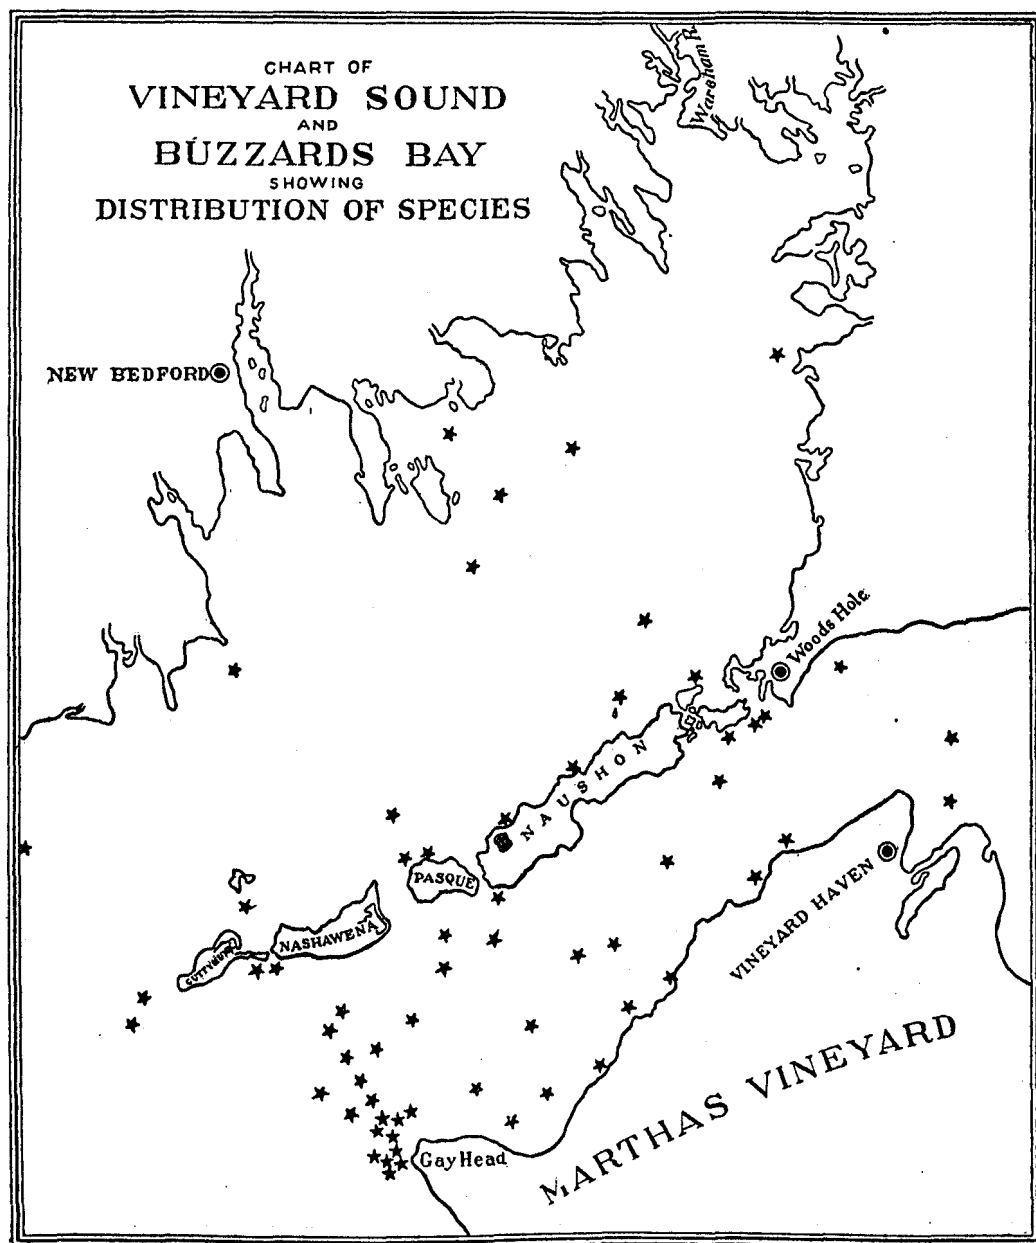 CHART OF
VINEYARD SOUND
AND
BUZZARDS BAY
SHOWING
DISTRIBUTION OF SPECIES
Wareham R.
NEW BEDFORD
Woods Hole
NAUSHON
PASQUE
NASHAWENA
CUTTYHUNK
VINEYARD HAVEN
MARTHAS VINEYARD
Gay Head